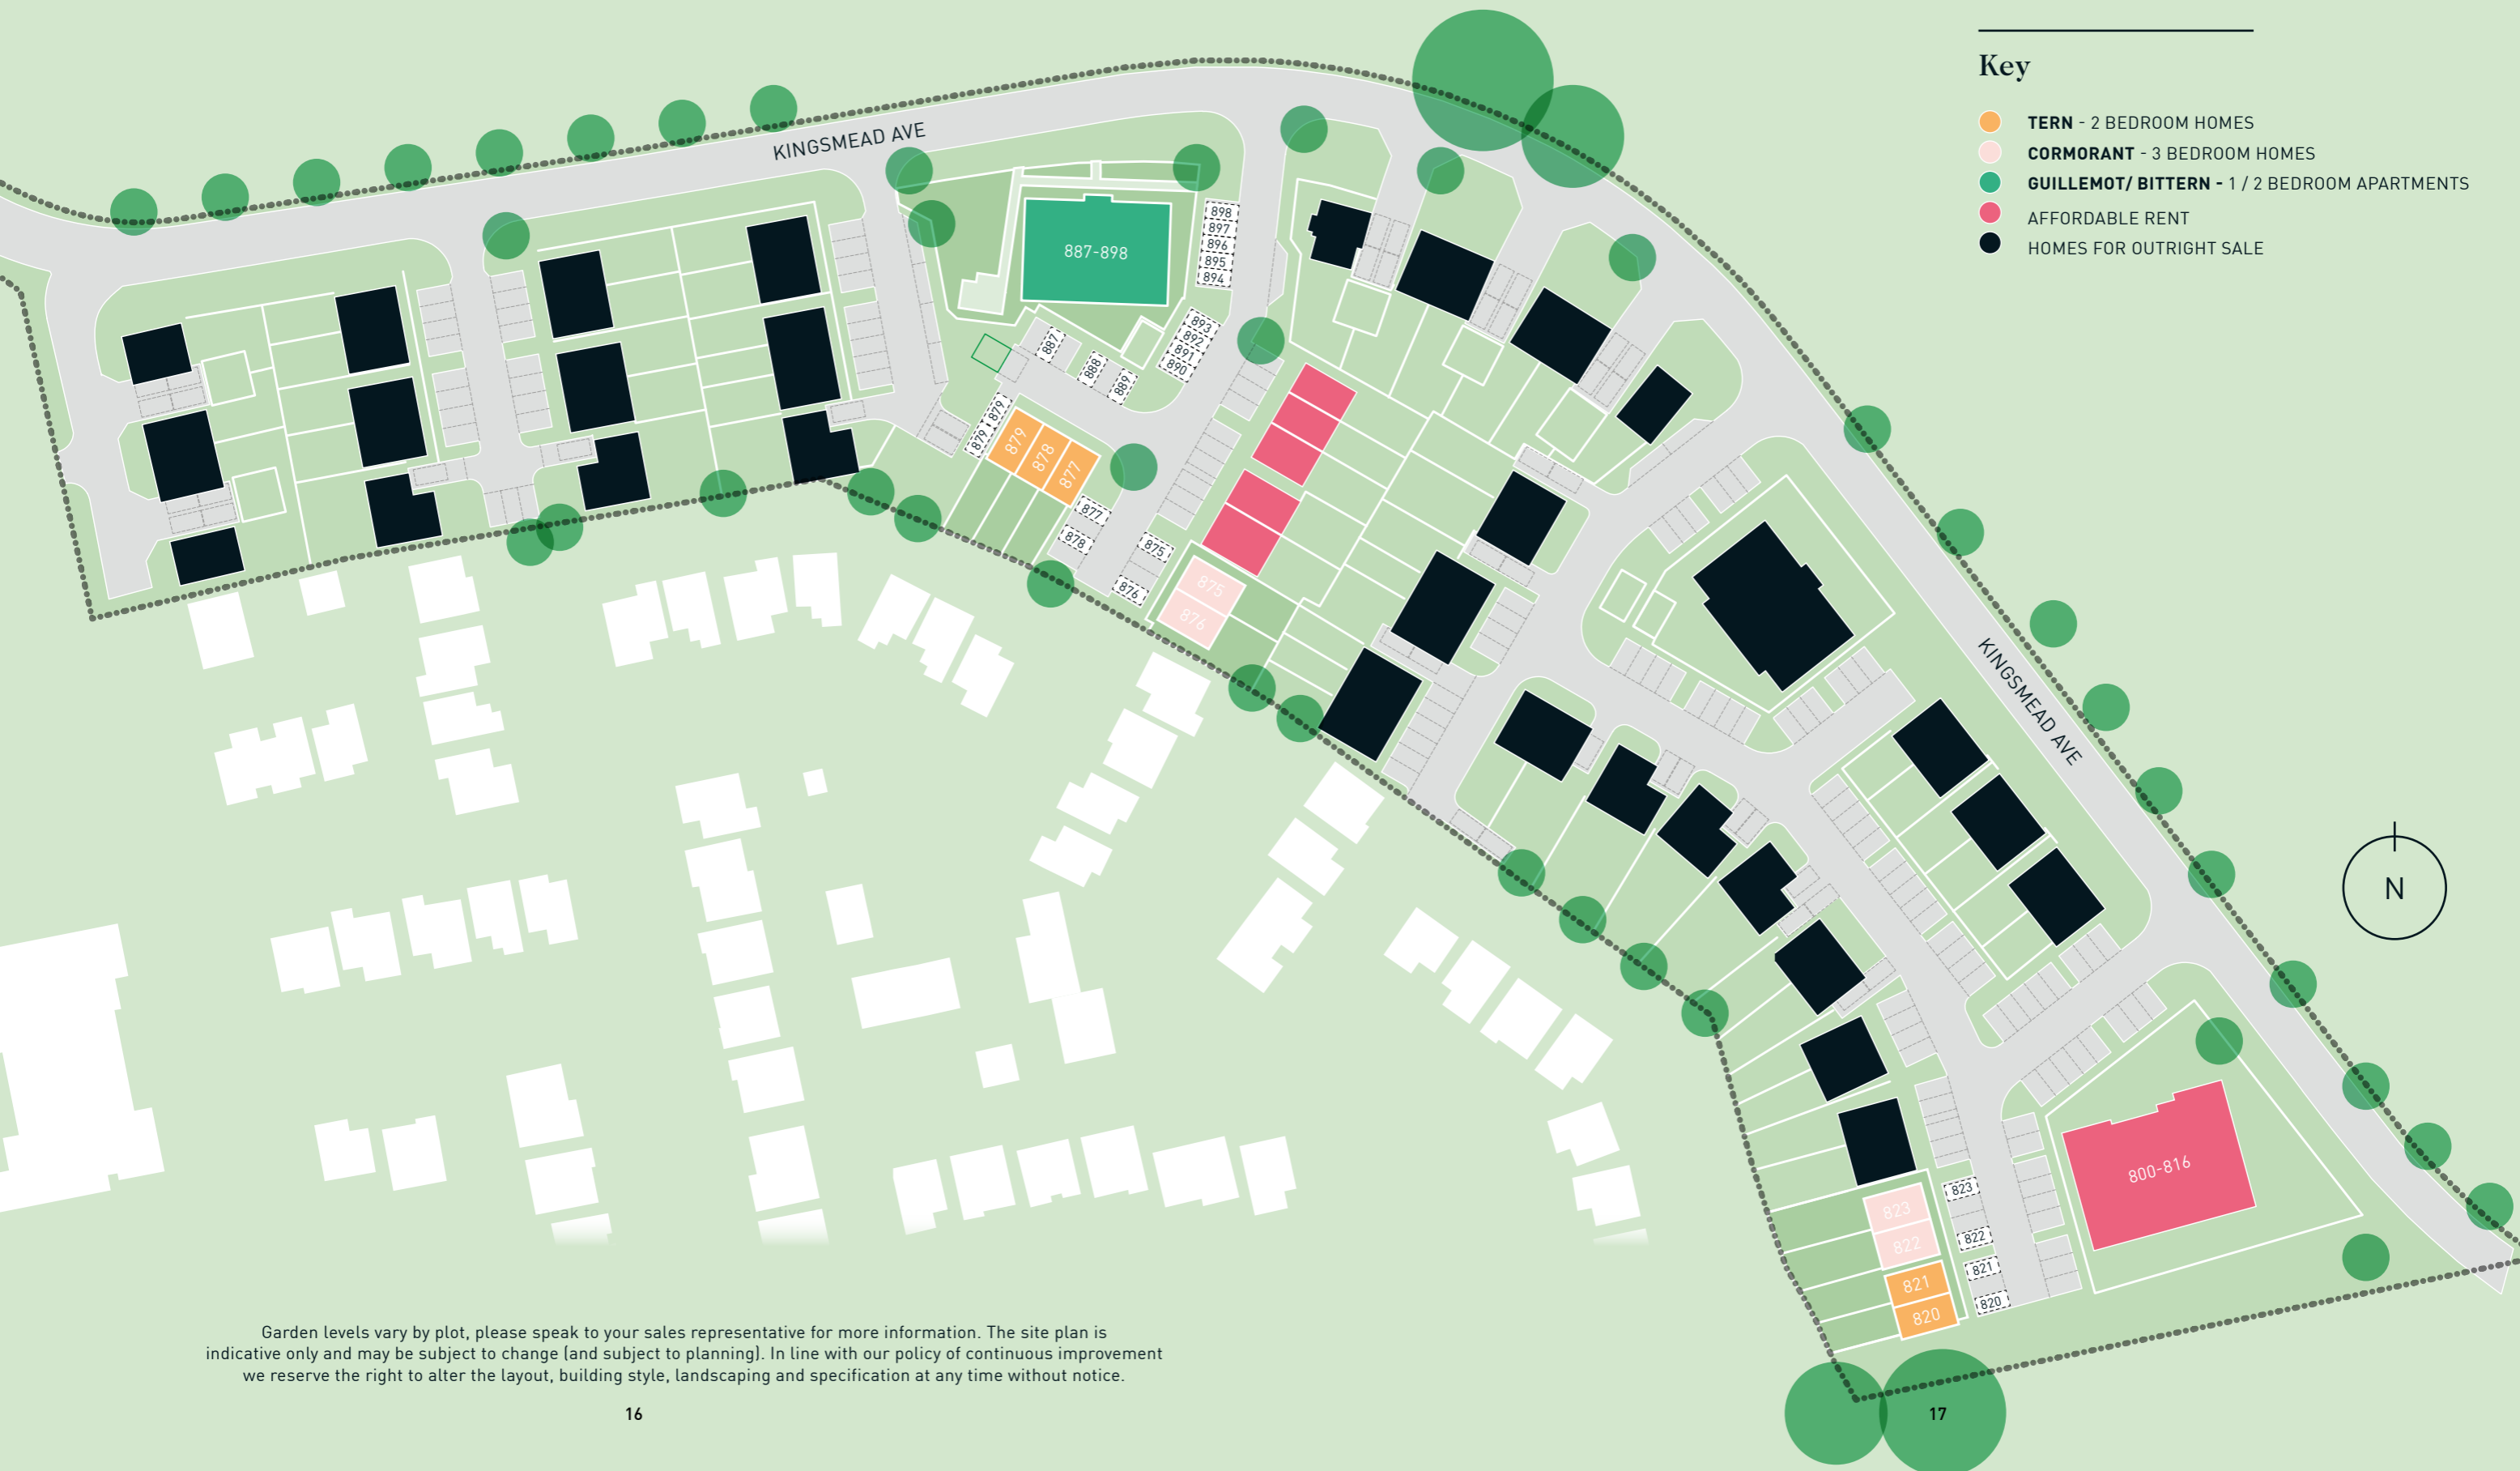 Key
TERN - 2 BEDROOM HOMES
CORMORANT - 3 BEDROOM HOMES
GUILLEMOT/ BITTERN - 1 / 2 BEDROOM APARTMENTS
AFFORDABLE RENT
HOMES FOR OUTRIGHT SALE
KINGSMEAD AVE
887-898
898
897
896
895
894
893
892
891
890
887
888
889
879
879
879
878
877
877
878
875
876
875
876
KINGSMEAD AVE
N
800-816
823
822
821
820
823
822
821
820
Garden levels vary by plot, please speak to your sales representative for more information. The site plan is
indicative only and may be subject to change (and subject to planning). In line with our policy of continuous improvement
we reserve the right to alter the layout, building style, landscaping and specification at any time without notice.
16
17